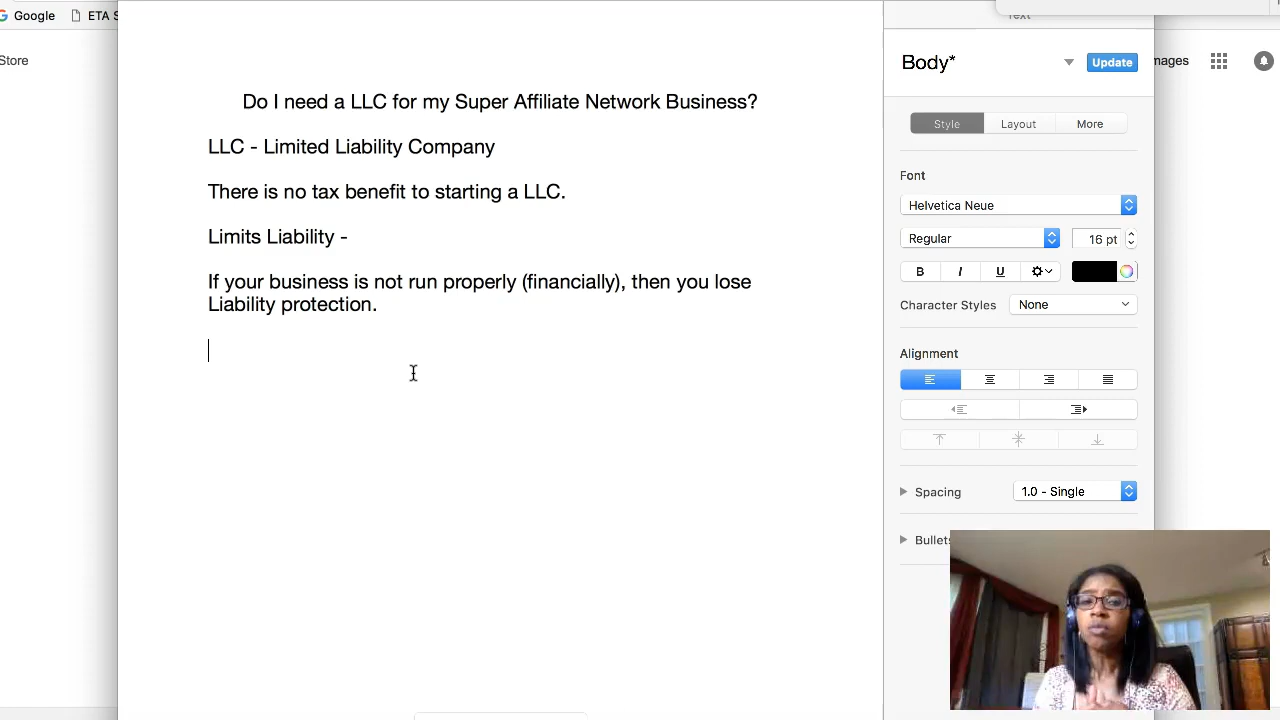 Google
ETA S
Text
Store
Body*
Update
mages
Do I need a LLC for my Super Affiliate Network Business?
Style
Layout
More
LLC - Limited Liability Company
Font
There is no tax benefit to starting a LLC.
Helvetica Neue
Limits Liability -
Regular
16 pt
B
I
U
If your business is not run properly (financially), then you lose
Liability protection.
Character Styles
None
Alignment
Spacing
1.0 - Single
Bullets